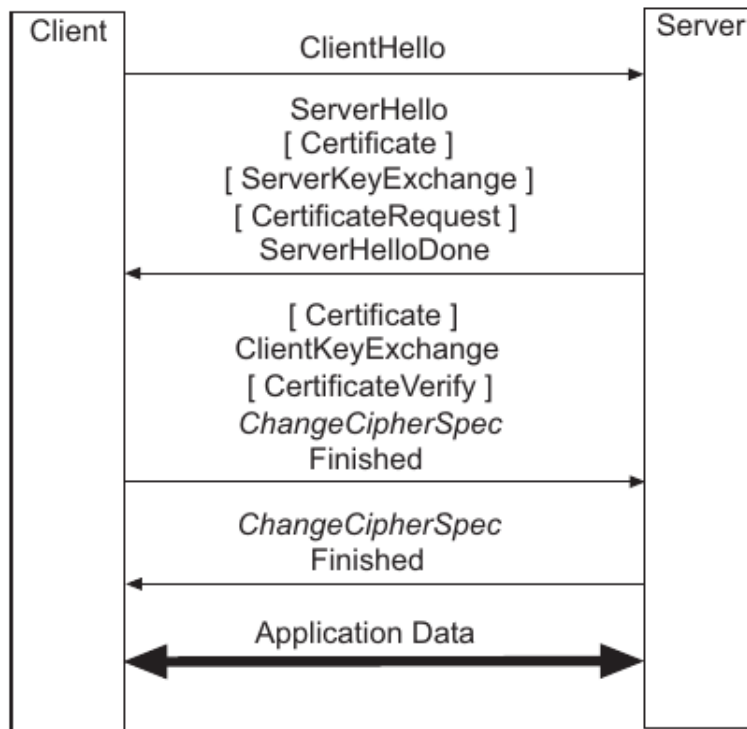 Client
Server
ClientHello
ServerHello
[ Certificate ]
[ ServerKeyExchange ]
[ CertificateRequest ]
ServerHelloDone
[ Certificate ]
ClientKeyExchange
[ CertificateVerify ]
ChangeCipherSpec
Finished
ChangeCipherSpec
Finished
Application Data